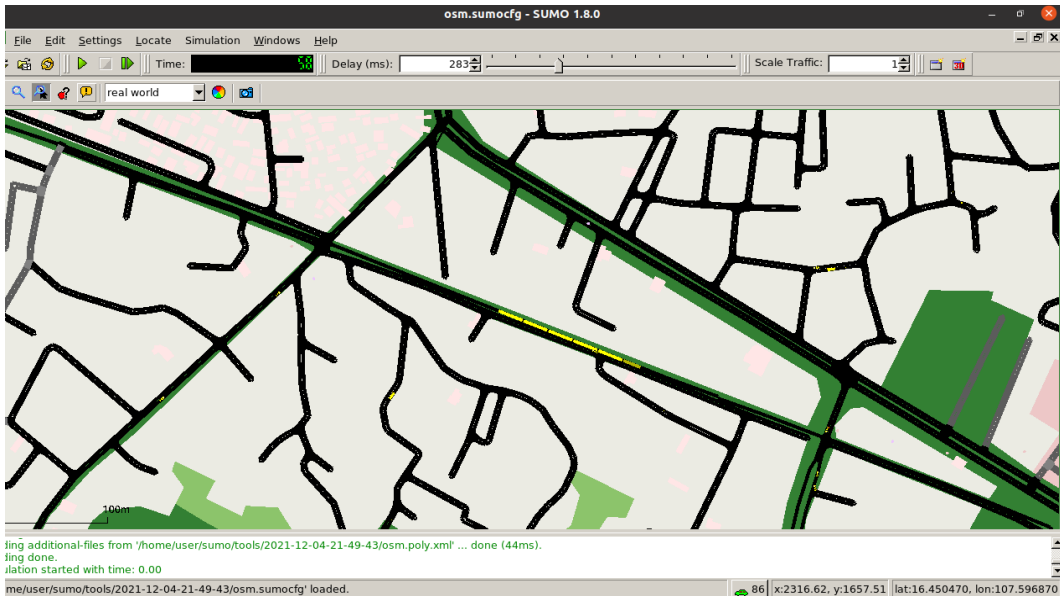 osm.sumocfg - SUMO 1.8.0
File Edit Settings Locate Simulation Windows Help
Time: 58 Delay (ms): 283 Scale Traffic: 1
real world
100m
ding additional-files from '/home/user/sumo/tools/2021-12-04-21-49-43/osm.poly.xml' ... done (44ms).
ding done.
ulation started with time: 0.00
me/user/sumo/tools/2021-12-04-21-49-43/osm.sumocfg' loaded. 86 x:2316.62, y:1657.51 lat:16.450470, lon:107.596870